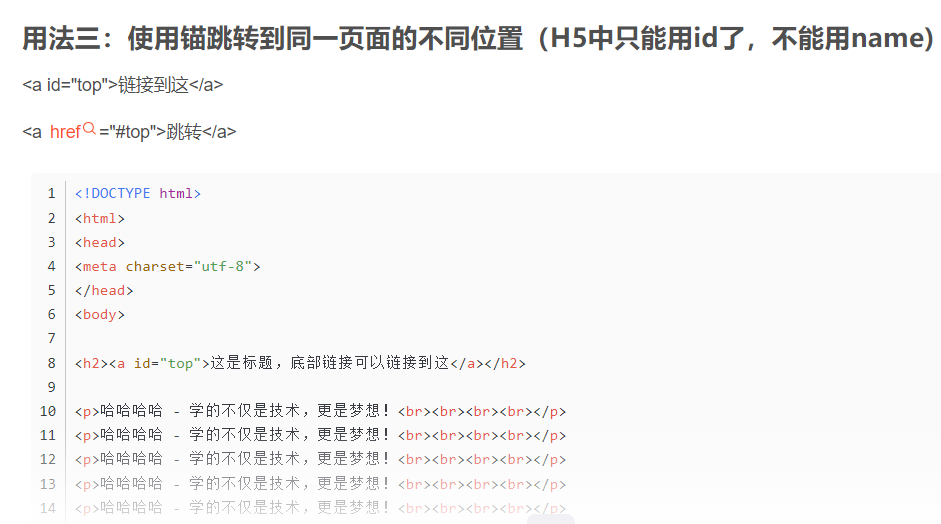 用法三：使用锚跳转到同一页面的不同位置（H5中只能用id了，不能用name)
<a id="top">链接到这</a>
<a href="#top">跳转</a>
1 <!DOCTYPE html>
2 <html>
3 <head>
4 <meta charset="utf-8">
5 </head>
6 <body>
7
8 <h2><a id="top">这是标题，底部链接可以链接到这</a></h2>
9
10 <p>哈哈哈哈 - 学的不仅是技术，更是梦想！<br><br><br><br></p>
11 <p>哈哈哈哈 - 学的不仅是技术，更是梦想！<br><br><br><br></p>
12 <p>哈哈哈哈 - 学的不仅是技术，更是梦想！<br><br><br><br></p>
13 <p>哈哈哈哈 - 学的不仅是技术，更是梦想！<br><br><br><br></p>
14 <p>哈哈哈哈 - 学的不仅是技术，更是梦想！<br><br><br><br></p>